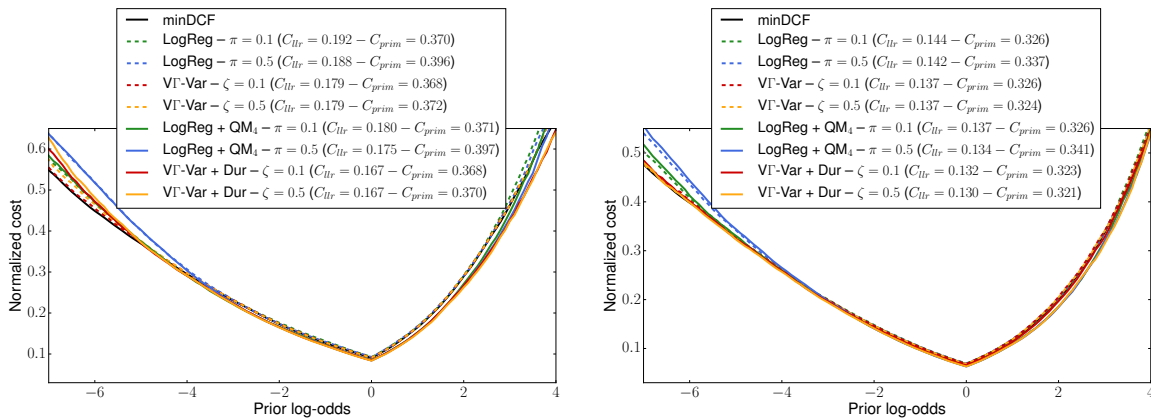 minDCF
LogReg – π = 0.1 (C_llr = 0.192 − C_prim = 0.370)
LogReg – π = 0.5 (C_llr = 0.188 − C_prim = 0.396)
VΓ-Var – ζ = 0.1 (C_llr = 0.179 − C_prim = 0.368)
VΓ-Var – ζ = 0.5 (C_llr = 0.179 − C_prim = 0.372)
LogReg + QM₄ – π = 0.1 (C_llr = 0.180 − C_prim = 0.371)
LogReg + QM₄ – π = 0.5 (C_llr = 0.175 − C_prim = 0.397)
VΓ-Var + Dur – ζ = 0.1 (C_llr = 0.167 − C_prim = 0.368)
VΓ-Var + Dur – ζ = 0.5 (C_llr = 0.167 − C_prim = 0.370)
0.6
0.5
0.4
0.3
0.2
0.1
Normalized cost
−6 −4 −2 0 2 4
Prior log-odds
minDCF
LogReg – π = 0.1 (C_llr = 0.144 − C_prim = 0.326)
LogReg – π = 0.5 (C_llr = 0.142 − C_prim = 0.337)
VΓ-Var – ζ = 0.1 (C_llr = 0.137 − C_prim = 0.326)
VΓ-Var – ζ = 0.5 (C_llr = 0.137 − C_prim = 0.324)
LogReg + QM₄ – π = 0.1 (C_llr = 0.137 − C_prim = 0.326)
LogReg + QM₄ – π = 0.5 (C_llr = 0.134 − C_prim = 0.341)
VΓ-Var + Dur – ζ = 0.1 (C_llr = 0.132 − C_prim = 0.323)
VΓ-Var + Dur – ζ = 0.5 (C_llr = 0.130 − C_prim = 0.321)
0.5
0.4
0.3
0.2
0.1
Normalized cost
−6 −4 −2 0 2 4
Prior log-odds